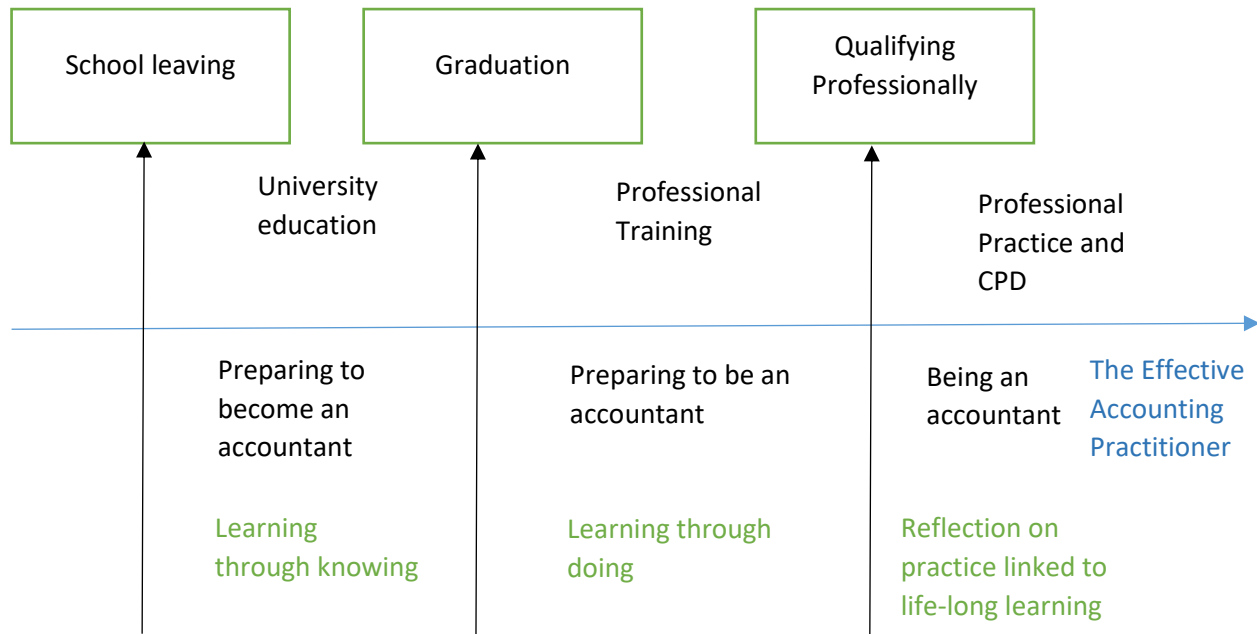 School leaving
Graduation
Qualifying
Professionally
University
education
Professional
Training
Professional
Practice and
CPD
Preparing to
become an
accountant
Preparing to be an
accountant
Being an
accountant
The Effective
Accounting
Practitioner
Learning
through knowing
Learning through
doing
Reflection on
practice linked to
life-long learning